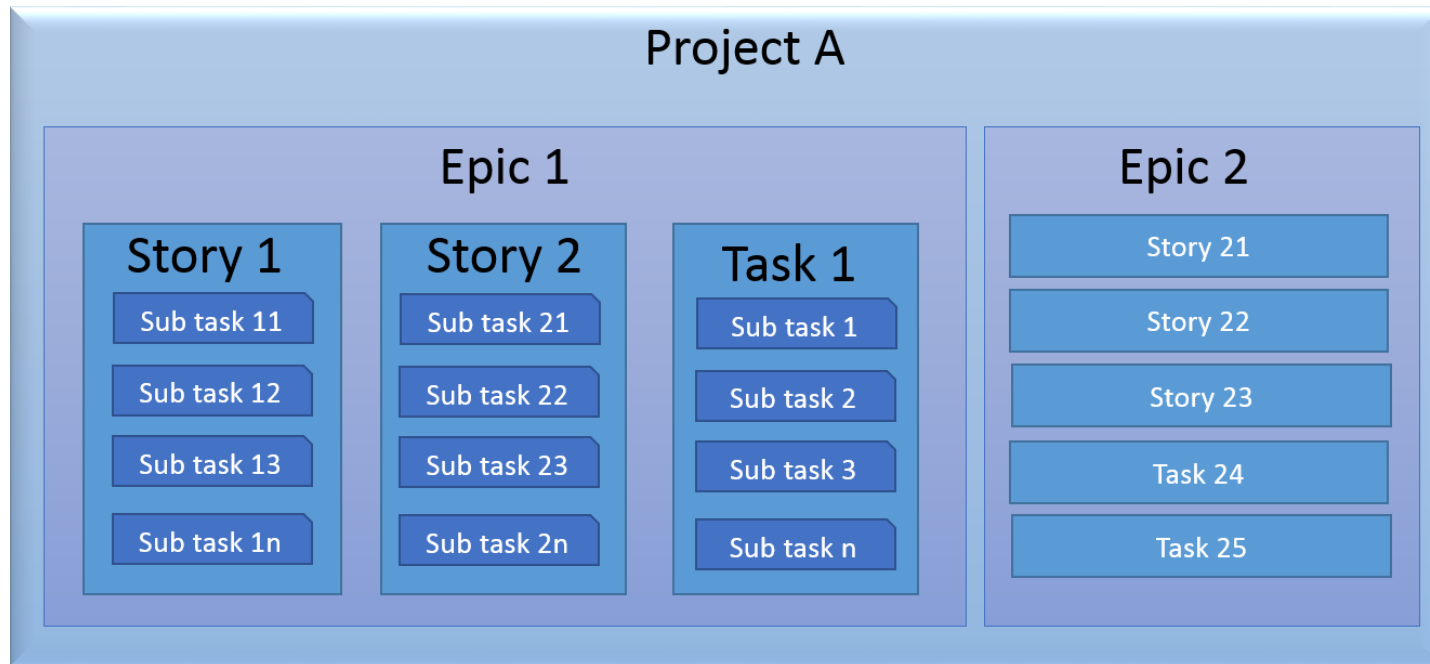 Project A
Epic 1
Story 1
Sub task 11
Sub task 12
Sub task 13
Sub task 1n
Story 2
Sub task 21
Sub task 22
Sub task 23
Sub task 2n
Task 1
Sub task 1
Sub task 2
Sub task 3
Sub task n
Epic 2
Story 21
Story 22
Story 23
Task 24
Task 25